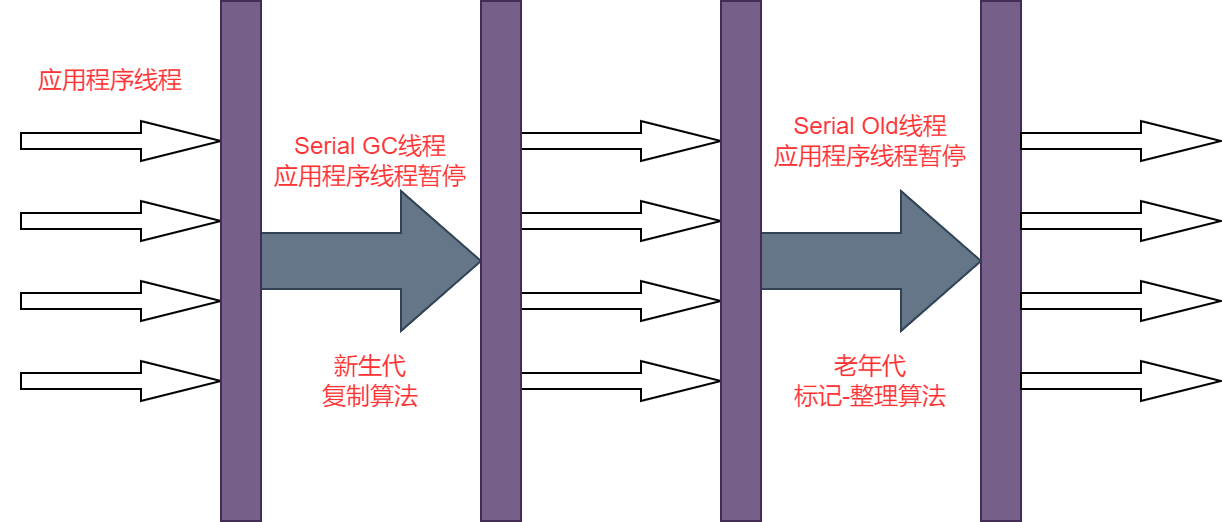 应用程序线程
Serial GC线程
应用程序线程暂停
新生代
复制算法
Serial Old线程
应用程序线程暂停
老年代
标记-整理算法